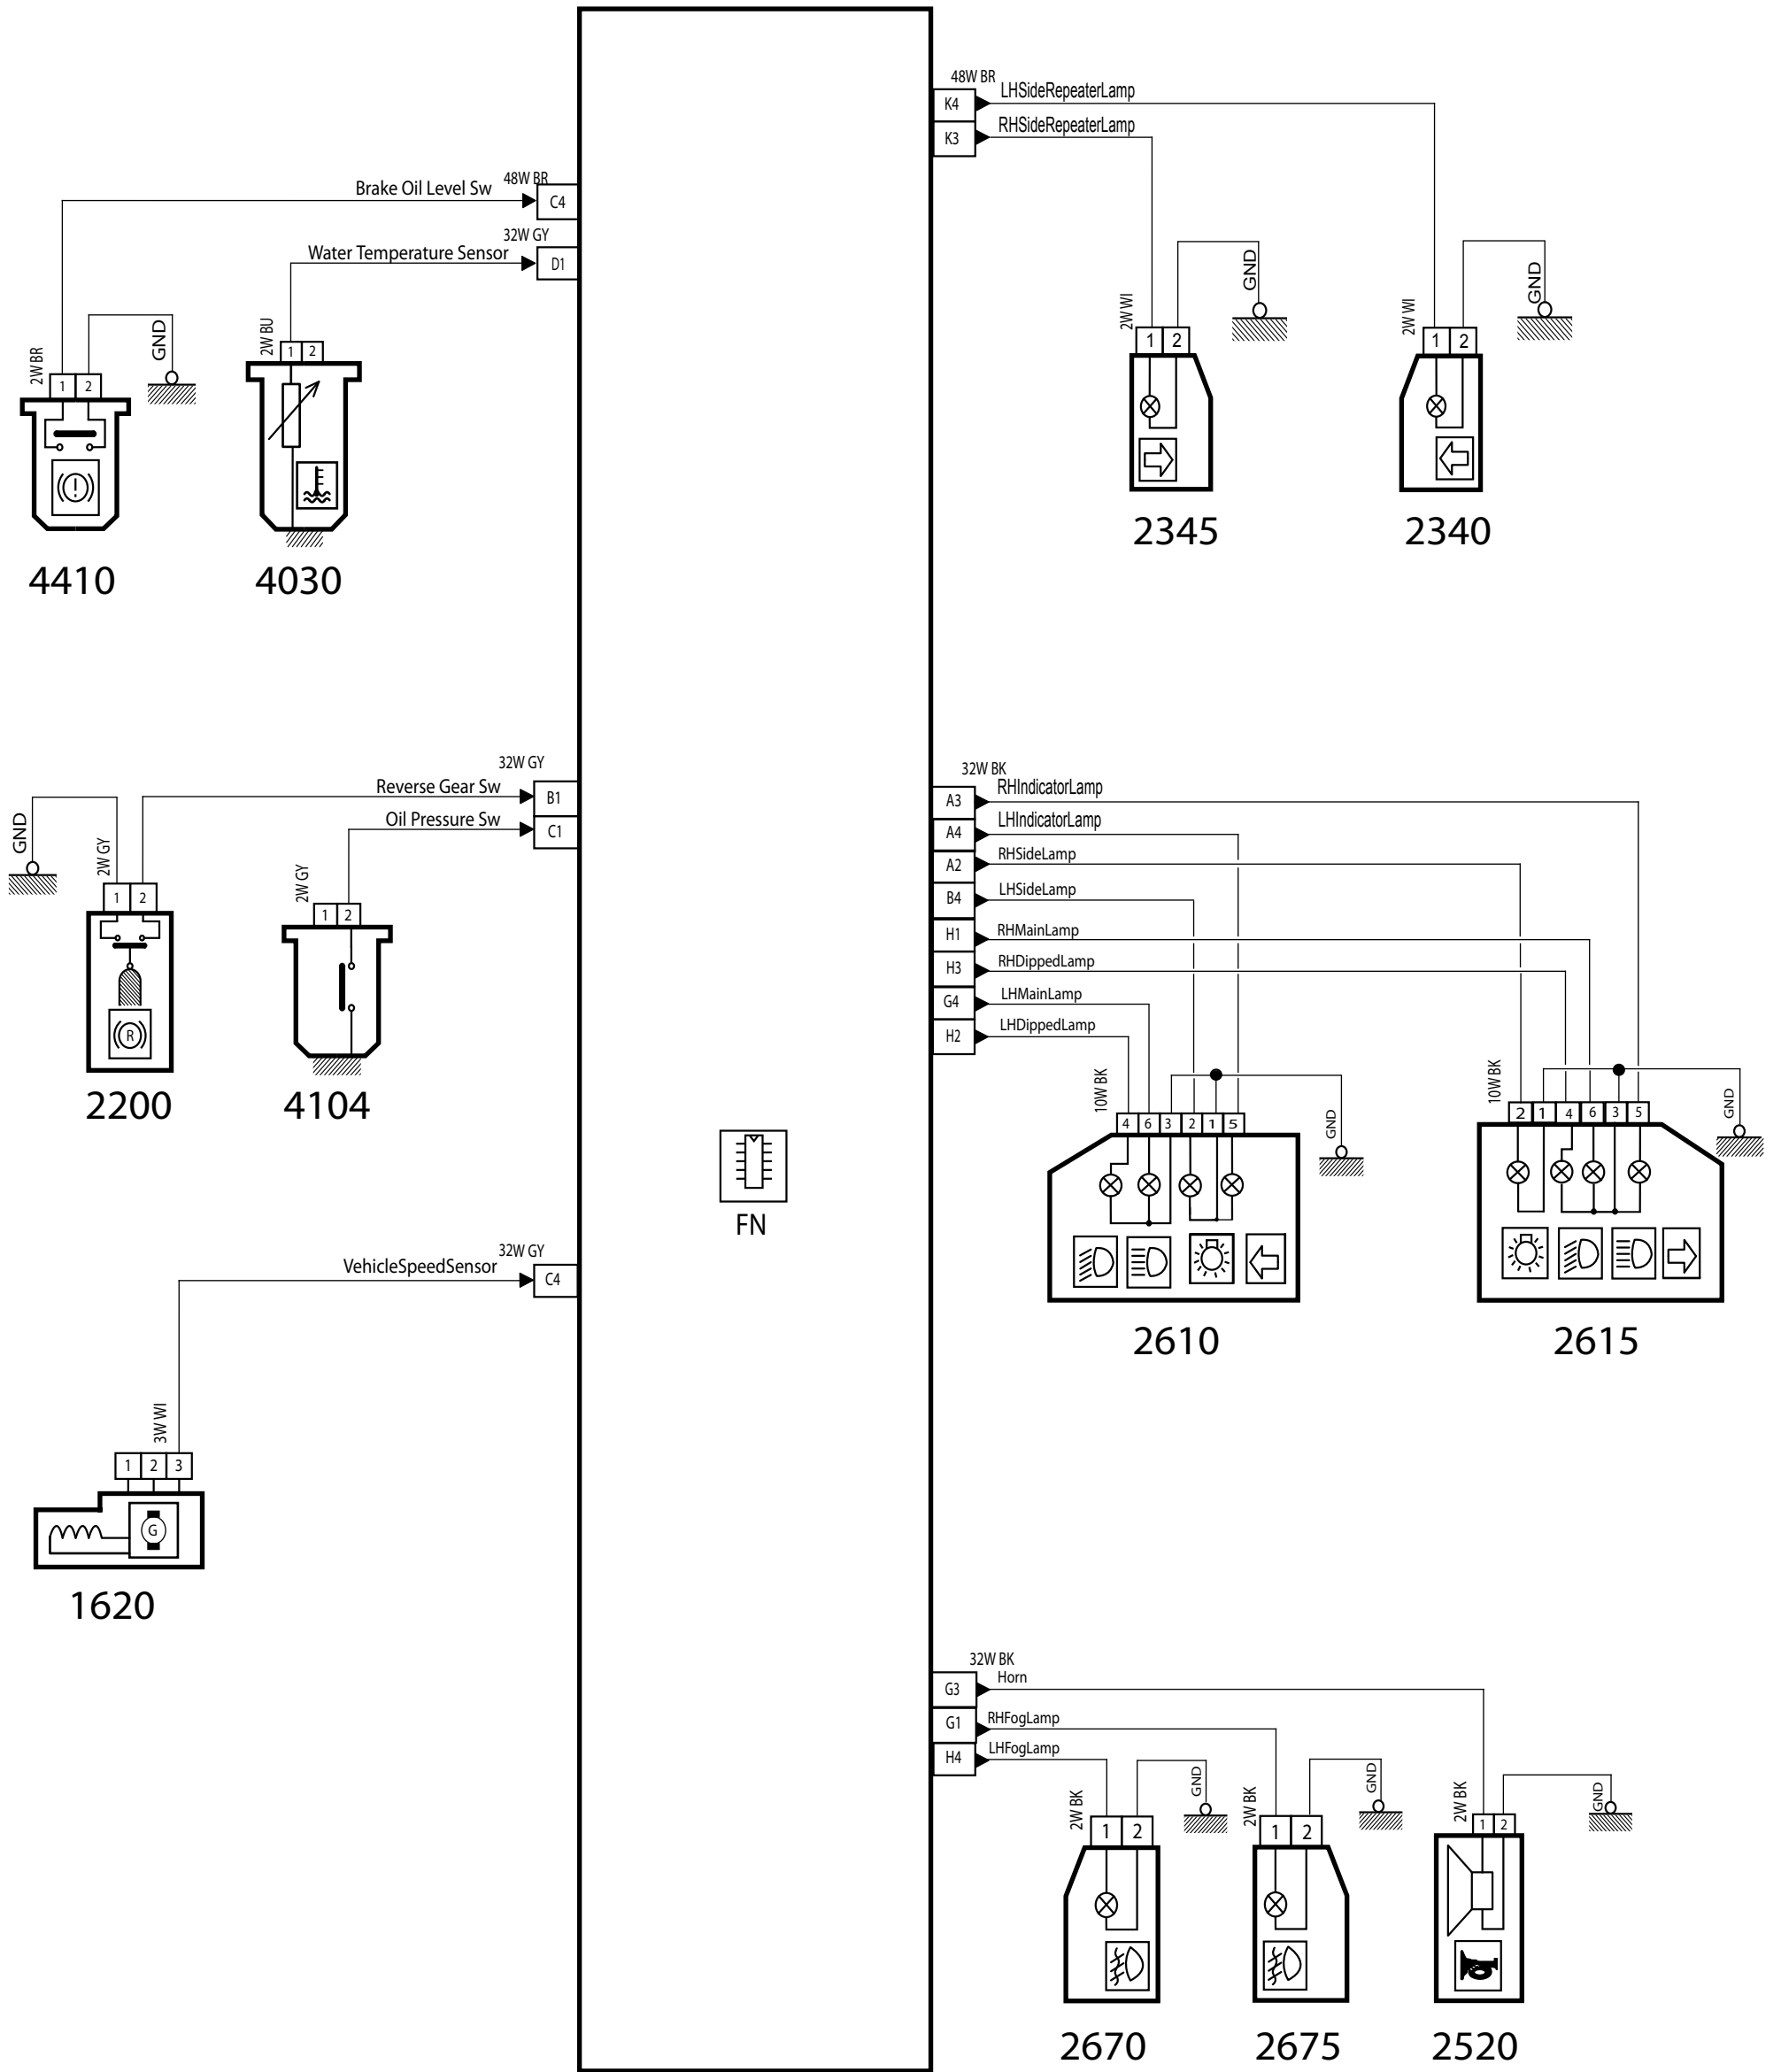 48W BR
K4 LHSideRepeaterLamp
K3 RHSideRepeaterLamp
48W BR
Brake Oil Level Sw C4
32W GY
Water Temperature Sensor D1
2W BR
1 2
GND
2W BU
1 2
4410
4030
2W WI
1 2
GND
2W WI
1 2
GND
2345
2340
32W GY
Reverse Gear Sw B1
Oil Pressure Sw C1
GND
2W GY
1 2
R
2W GY
1 2
2200
4104
32W BK
A3 RHIndicatorLamp
A4 LHIndicatorLamp
A2 RHSideLamp
B4 LHSideLamp
H1 RHMainLamp
H3 RHDippedLamp
G4 LHMainLamp
H2 LHDippedLamp
10W BK
4 6 3 2 1 5
GND
10W BK
2 1 4 6 3 5
GND
FN
2610
2615
32W GY
VehicleSpeedSensor C4
3W WI
1 2 3
G
1620
32W BK
G3 Horn
G1 RHFogLamp
H4 LHFogLamp
2W BK
1 2
GND
2W BK
1 2
GND
2W BK
1 2
GND
2670
2675
2520